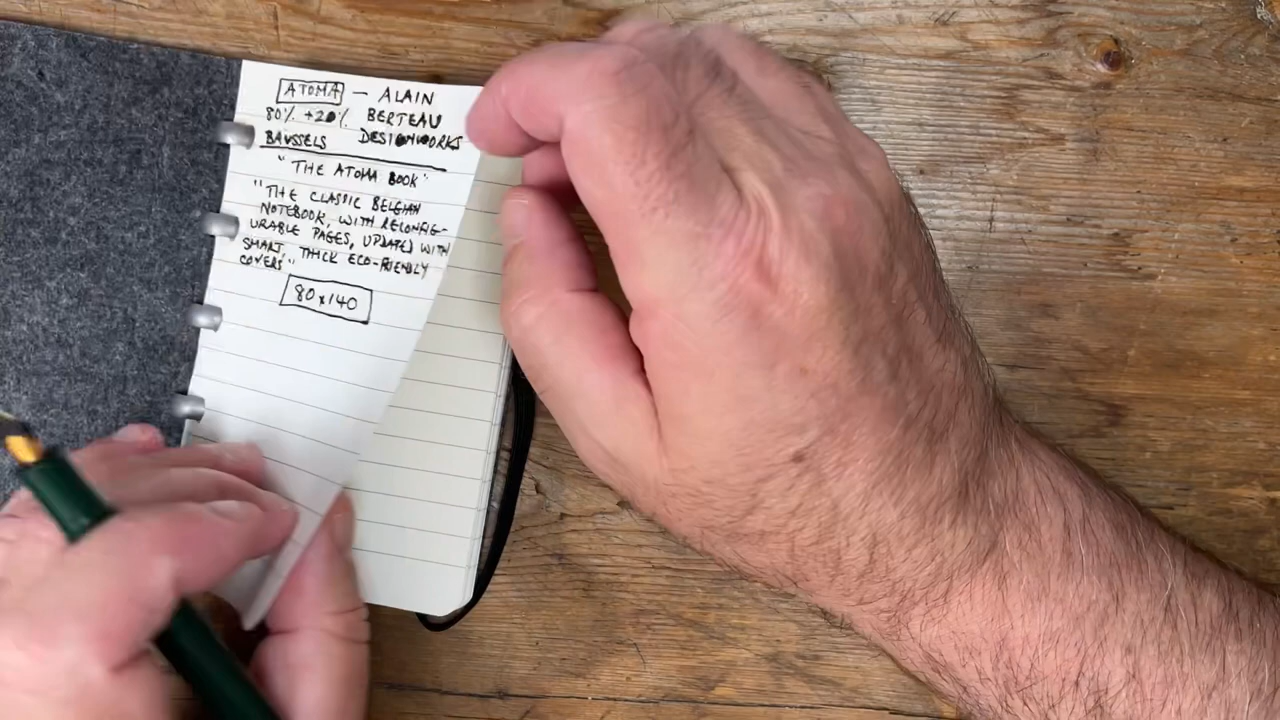 ATOMA — ALAIN
80% +20% BERTEAU
BRUSSELS DESIGNWORKS
"THE ATOMA BOOK"
"THE CLASSIC BELGIAN
NOTEBOOK, WITH RECONFIG-
URABLE PAGES, UPDATED WITH
SMART, THICK ECO-FRIENDLY
COVERS."
80x140